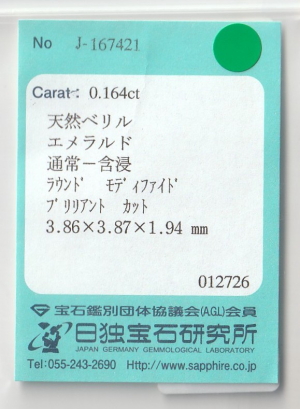 No J-167421
Carat: 0.164ct
天然ベリル
エメラルド
通常－含浸
ﾗｳﾝﾄﾞ ﾓﾃﾞｨﾌｧｲﾄﾞ
ﾌﾞﾘﾘｱﾝﾄ ｶｯﾄ
3.86×3.87×1.94 mm
012726
宝石鑑別団体協議会(AGL)会員
日独宝石研究所
JAPAN GERMANY GEMMOLOGICAL LABORATORY
Tel:055-243-2690 Http://www.sapphire.co.jp